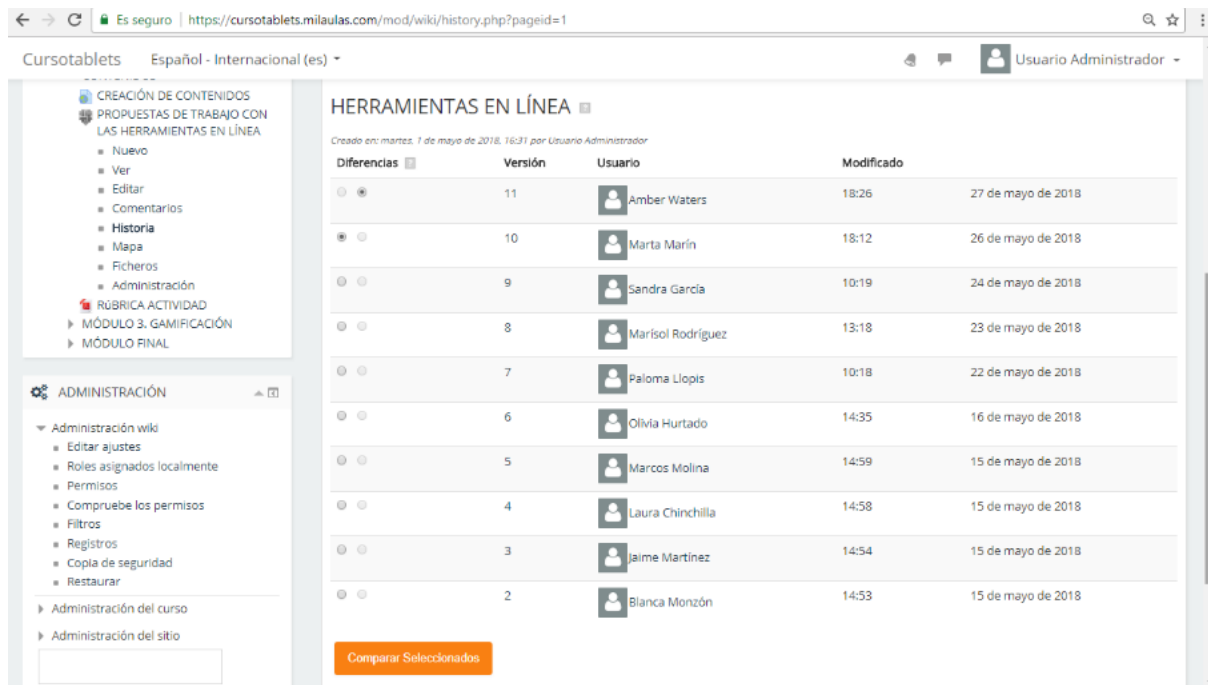 Es seguro | https://cursotablets.milaulas.com/mod/wiki/history.php?pageid=1
Cursotablets Español - Internacional (es) Usuario Administrador
CREACIÓN DE CONTENIDOS
PROPUESTAS DE TRABAJO CON
LAS HERRAMIENTAS EN LÍNEA
Nuevo
Ver
Editar
Comentarios
Historia
Mapa
Ficheros
Administración
RúBRICA ACTIVIDAD
MÓDULO 3. GAMIFICACIÓN
MÓDULO FINAL
ADMINISTRACIÓN
Administración wiki
Editar ajustes
Roles asignados localmente
Permisos
Compruebe los permisos
Filtros
Registros
Copia de seguridad
Restaurar
Administración del curso
Administración del sitio
HERRAMIENTAS EN LÍNEA
Creado en: martes, 1 de mayo de 2018, 16:31 por Usuario Administrador
Diferencias Versión Usuario Modificado
11 Amber Waters 18:26 27 de mayo de 2018
10 Marta Marín 18:12 26 de mayo de 2018
9 Sandra García 10:19 24 de mayo de 2018
8 Marisol Rodríguez 13:18 23 de mayo de 2018
7 Paloma Llopis 10:18 22 de mayo de 2018
6 Olivia Hurtado 14:35 16 de mayo de 2018
5 Marcos Molina 14:59 15 de mayo de 2018
4 Laura Chinchilla 14:58 15 de mayo de 2018
3 Jaime Martínez 14:54 15 de mayo de 2018
2 Blanca Monzón 14:53 15 de mayo de 2018
Comparar Seleccionados